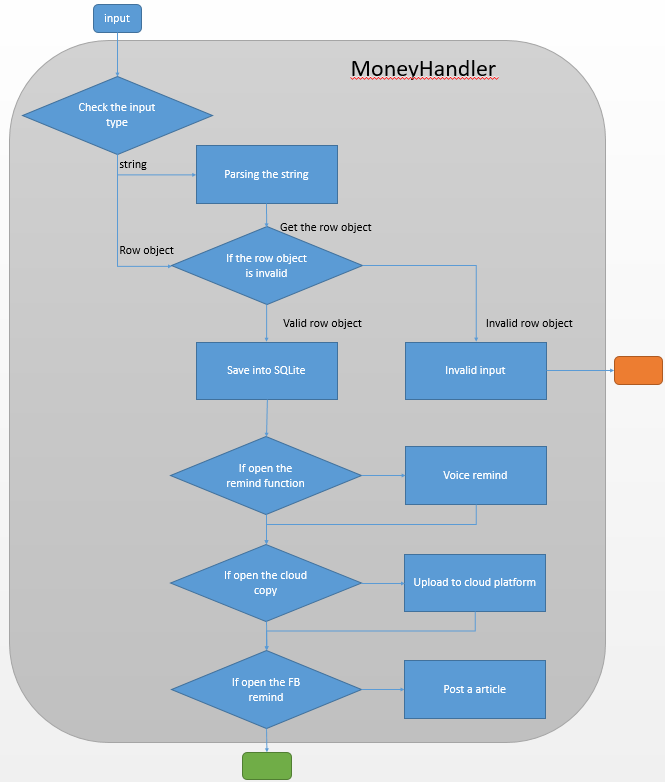 input
MoneyHandler
Check the input
type
string
Parsing the string
Get the row object
Row object
If the row object
is invalid
Valid row object
Invalid row object
Save into SQLite
Invalid input
If open the
remind function
Voice remind
If open the cloud
copy
Upload to cloud platform
If open the FB
remind
Post a article